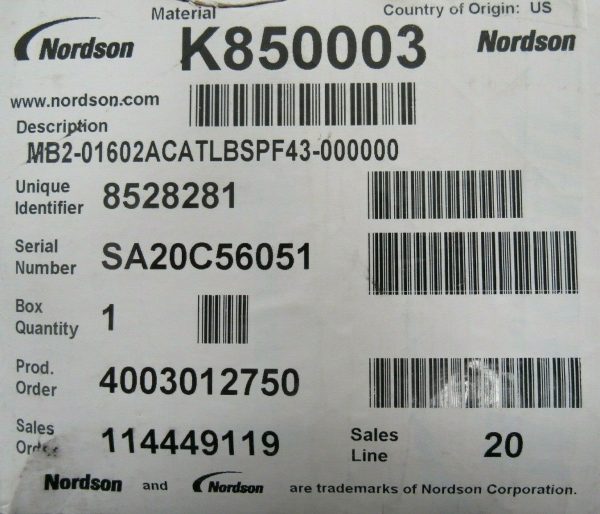 Material Country of Origin: US
Nordson K850003 Nordson
www.nordson.com
Description
MB2-01602ACATLBSPF43-000000
Unique
Identifier 8528281
Serial
Number SA20C56051
Box
Quantity 1
Prod.
Order 4003012750
Sales
Order 114449119 Sales
Line 20
Nordson and Nordson are trademarks of Nordson Corporation.